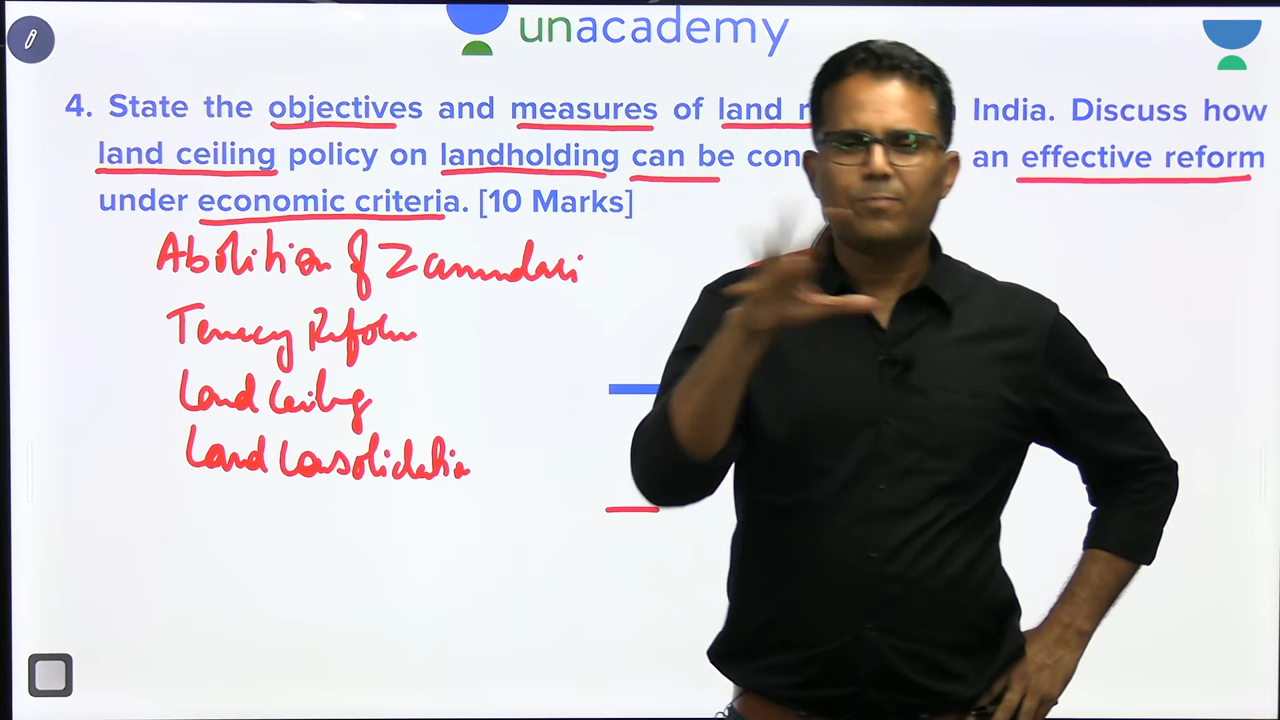 unacademy
4. State the objectives and measures of land r India. Discuss how
land ceiling policy on landholding can be con an effective reform
under economic criteria. [10 Marks]
Abolition of Zamindari
Tenancy Reform
Land Ceiling
Land Consolidation